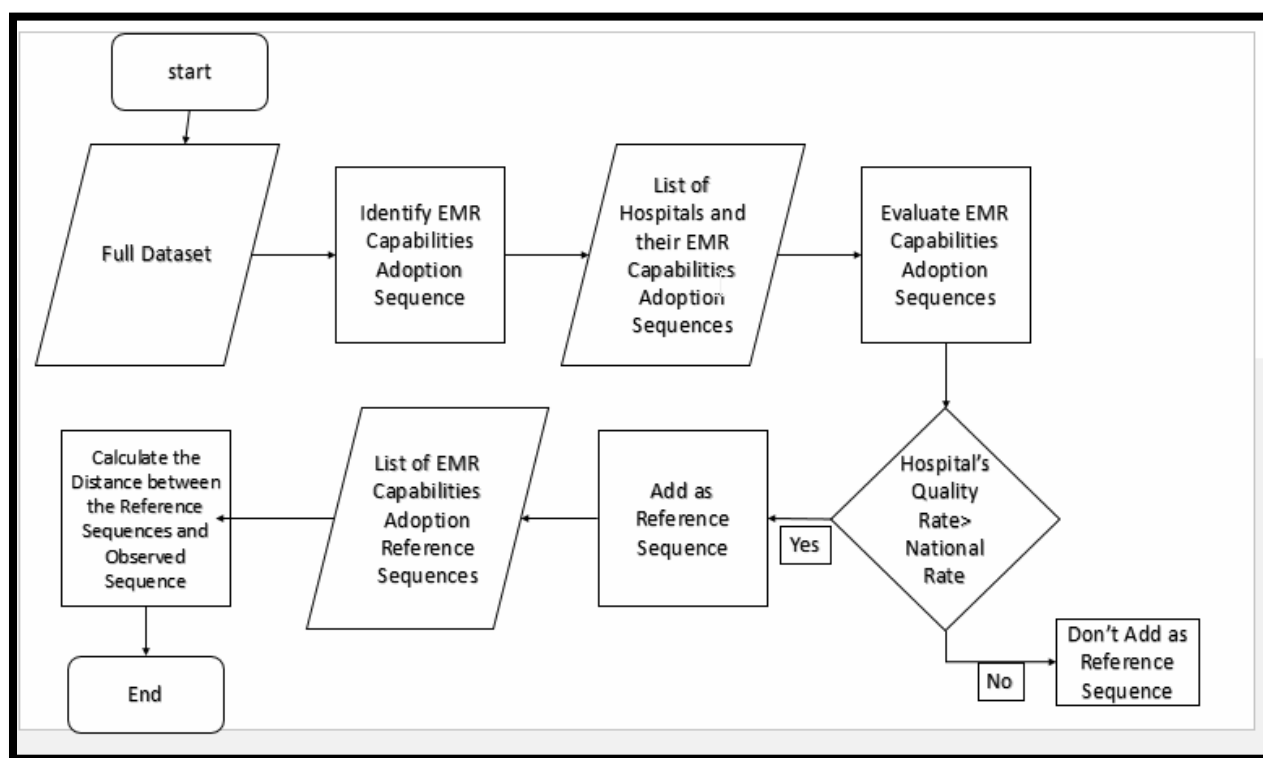 start
Full Dataset
Identify EMR
Capabilities
Adoption
Sequence
List of
Hospitals and
their EMR
Capabilities
Adoption
Sequences
Evaluate EMR
Capabilities
Adoption
Sequences
Hospital's
Quality
Rate>
National
Rate
Yes
No
Don't Add as
Reference
Sequence
Add as
Reference
Sequence
List of EMR
Capabilities
Adoption
Reference
Sequences
Calculate the
Distance between
the Reference
Sequences and
Observed
Sequence
End